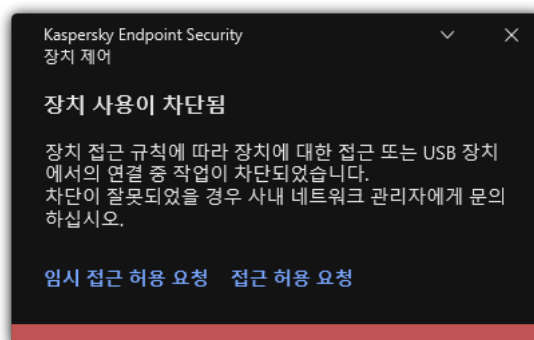 Kaspersky Endpoint Security
장치 제어
장치 사용이 차단됨
장치 접근 규칙에 따라 장치에 대한 접근 또는 USB 장치
에서의 연결 중 작업이 차단되었습니다.
차단이 잘못되었을 경우 사내 네트워크 관리자에게 문의
하십시오.
임시 접근 허용 요청 접근 허용 요청